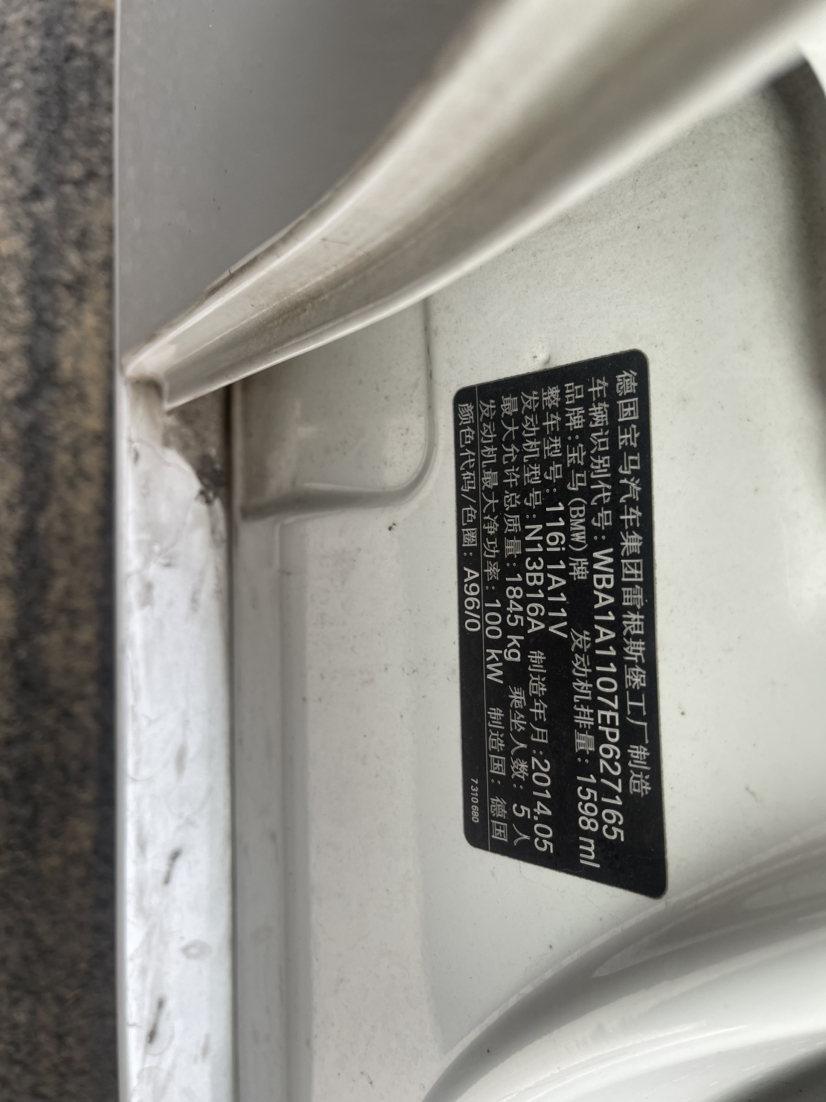 德国宝马汽车集团雷根斯堡工厂制造
车辆识别代号: WBA1A1107EP627165
品牌: 宝马(BMW)牌 发动机排量: 1598 ml
整车型号: 116i 1A11V
发动机型号: N13B16A 制造年月: 2014.05
最大允许总质量: 1845 kg 乘坐人数: 5 人
发动机最大净功率: 100 kW 制造国: 德国
颜色代码/色圈: A96/0
7 310 680